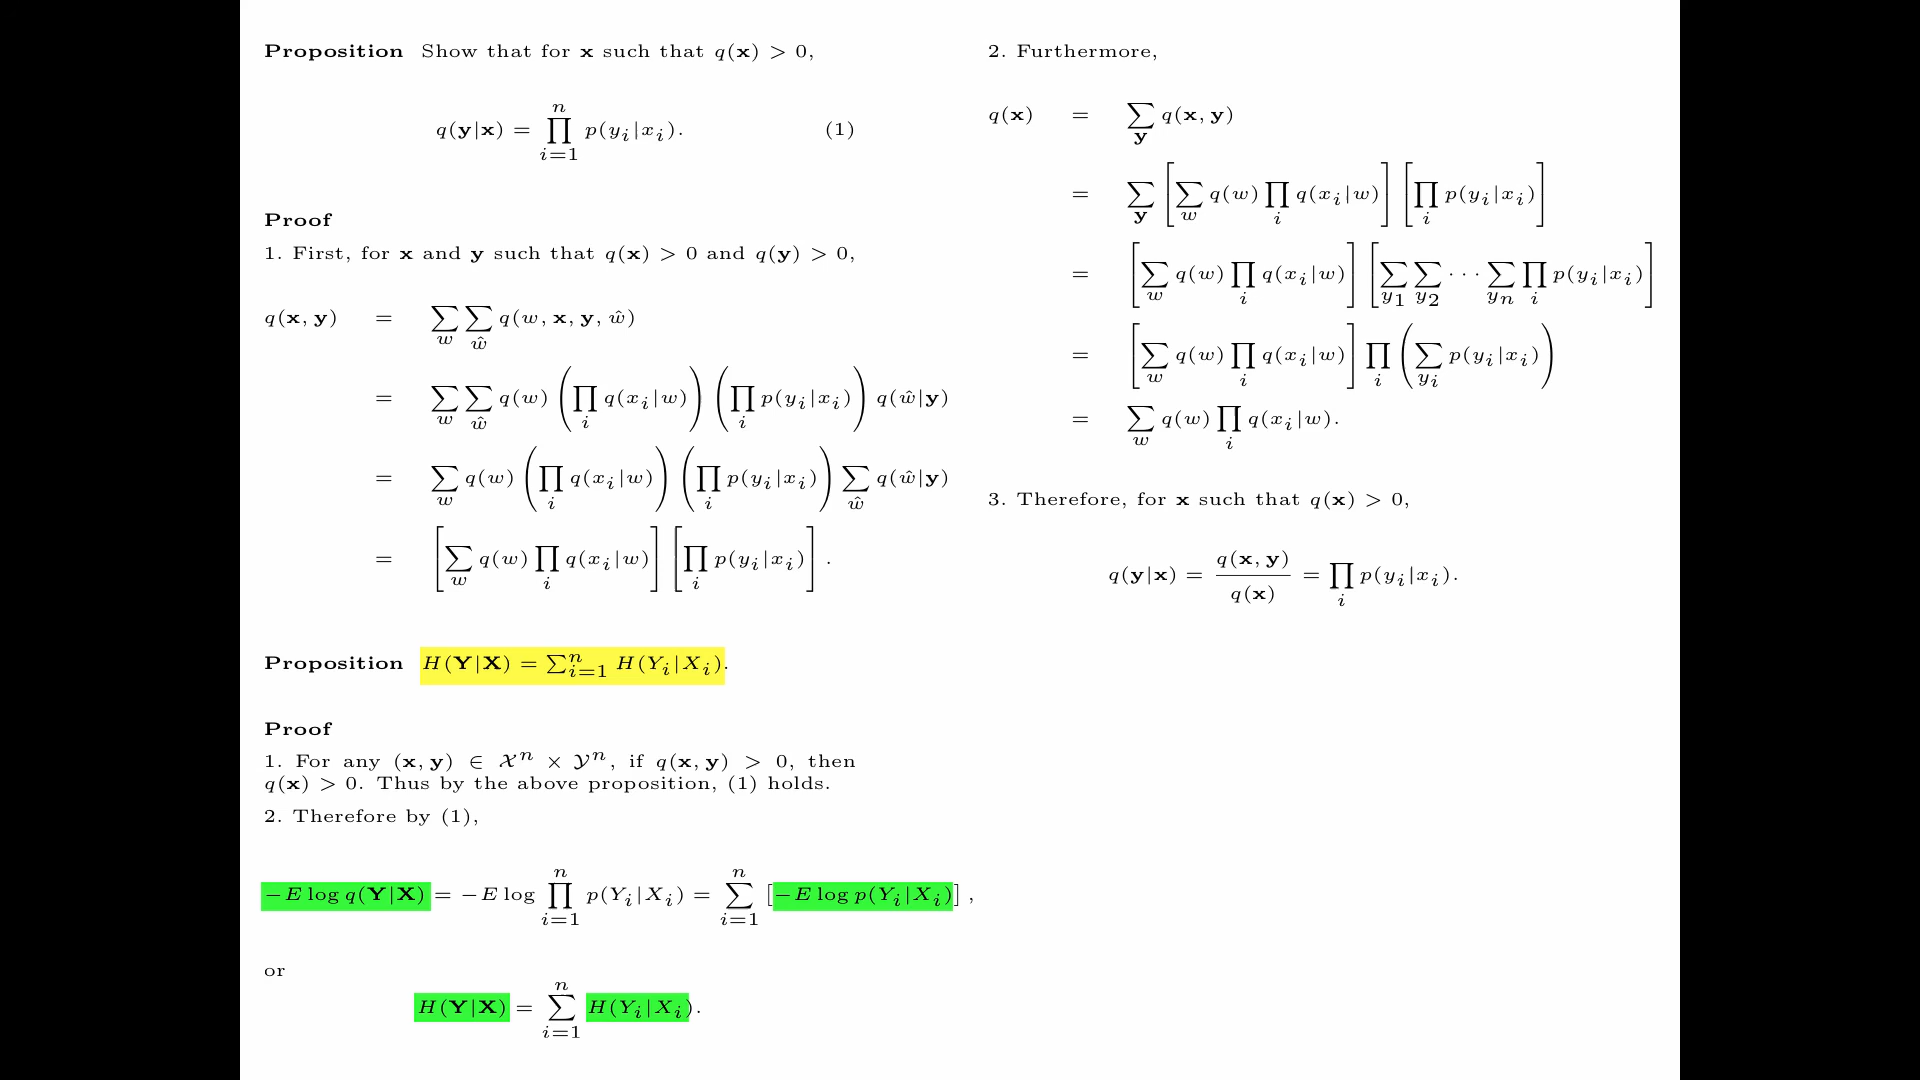 Proposition Show that for x such that q(x) > 0,
q(y|x) = ∏_{i=1}^{n} p(y_i|x_i). (1)
Proof
1. First, for x and y such that q(x) > 0 and q(y) > 0,
q(x, y) = ∑_w ∑_ŵ q(w, x, y, ŵ)
= ∑_w ∑_ŵ q(w) (∏_i q(x_i|w)) (∏_i p(y_i|x_i)) q(ŵ|y)
= ∑_w q(w) (∏_i q(x_i|w)) (∏_i p(y_i|x_i)) ∑_ŵ q(ŵ|y)
= [∑_w q(w) ∏_i q(x_i|w)] [∏_i p(y_i|x_i)].
2. Furthermore,
q(x) = ∑_y q(x, y)
= ∑_y [∑_w q(w) ∏_i q(x_i|w)] [∏_i p(y_i|x_i)]
= [∑_w q(w) ∏_i q(x_i|w)] [∑_{y_1} ∑_{y_2} · · · ∑_{y_n} ∏_i p(y_i|x_i)]
= [∑_w q(w) ∏_i q(x_i|w)] ∏_i (∑_{y_i} p(y_i|x_i))
= ∑_w q(w) ∏_i q(x_i|w).
3. Therefore, for x such that q(x) > 0,
q(y|x) = q(x, y) / q(x) = ∏_i p(y_i|x_i).
Proposition H(Y|X) = ∑_{i=1}^{n} H(Y_i|X_i).
Proof
1. For any (x, y) ∈ 𝒳^n × 𝒴^n, if q(x, y) > 0, then
q(x) > 0. Thus by the above proposition, (1) holds.
2. Therefore by (1),
−E log q(Y|X) = −E log ∏_{i=1}^{n} p(Y_i|X_i) = ∑_{i=1}^{n} [−E log p(Y_i|X_i)],
or
H(Y|X) = ∑_{i=1}^{n} H(Y_i|X_i).